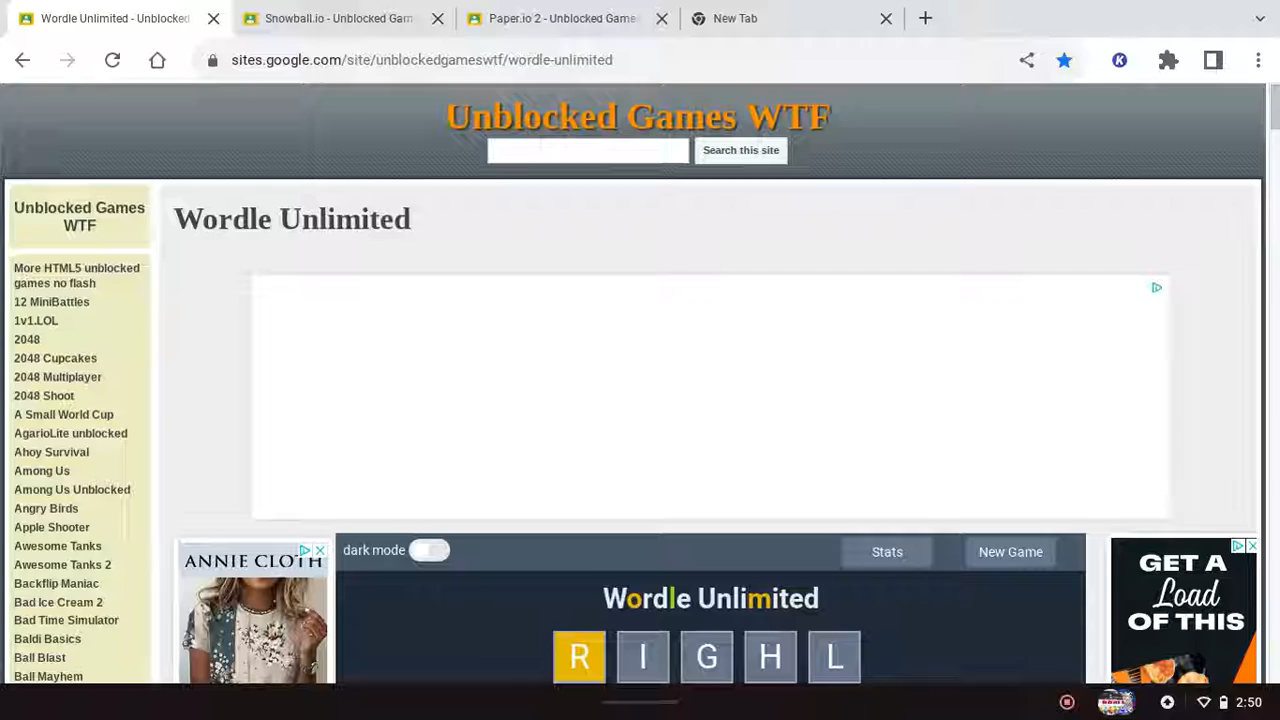 Wordle Unlimited - Unblocked
Snowball.io - Unblocked Gam
Paper.io 2 - Unblocked Game
New Tab
sites.google.com/site/unblockedgameswtf/wordle-unlimited
K
Unblocked Games WTF
Search this site
Unblocked Games
WTF
Wordle Unlimited
More HTML5 unblocked
games no flash
12 MiniBattles
1v1.LOL
2048
2048 Cupcakes
2048 Multiplayer
2048 Shoot
A Small World Cup
AgarioLite unblocked
Ahoy Survival
Among Us
Among Us Unblocked
Angry Birds
Apple Shooter
Awesome Tanks
Awesome Tanks 2
Backflip Maniac
Bad Ice Cream 2
Bad Time Simulator
Baldi Basics
Ball Blast
Ball Mayhem
ANNIE CLOTH
dark mode
Stats
New Game
Wordle Unlimited
R I G H L
GET A
Load
OF THIS
2:50